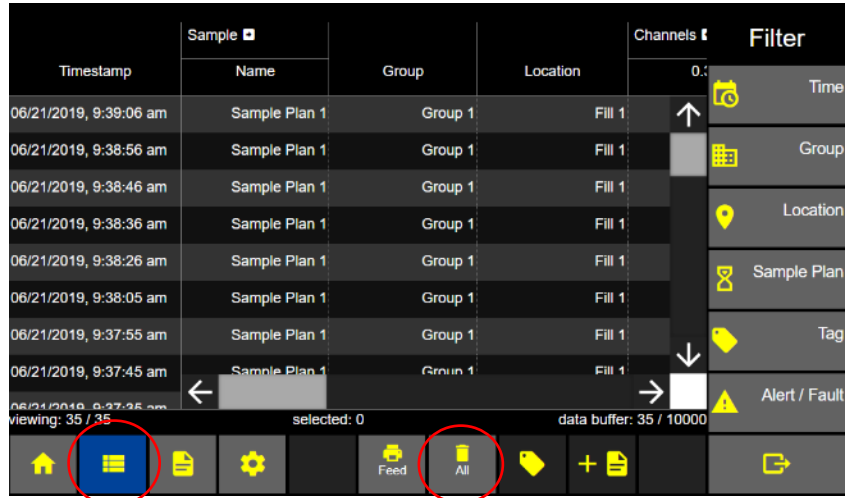 Sample Channels Filter
Timestamp Name Group Location 0.3
Time
06/21/2019, 9:39:06 am Sample Plan 1 Group 1 Fill 1
06/21/2019, 9:38:56 am Sample Plan 1 Group 1 Fill 1
Group
06/21/2019, 9:38:46 am Sample Plan 1 Group 1 Fill 1
06/21/2019, 9:38:36 am Sample Plan 1 Group 1 Fill 1
Location
06/21/2019, 9:38:26 am Sample Plan 1 Group 1 Fill 1
Sample Plan
06/21/2019, 9:38:05 am Sample Plan 1 Group 1 Fill 1
06/21/2019, 9:37:55 am Sample Plan 1 Group 1 Fill 1
Tag
06/21/2019, 9:37:45 am Sample Plan 1 Group 1 Fill 1
Alert / Fault
06/21/2019, 9:37:35 am
viewing: 35 / 35 selected: 0 data buffer: 35 / 10000
Feed All